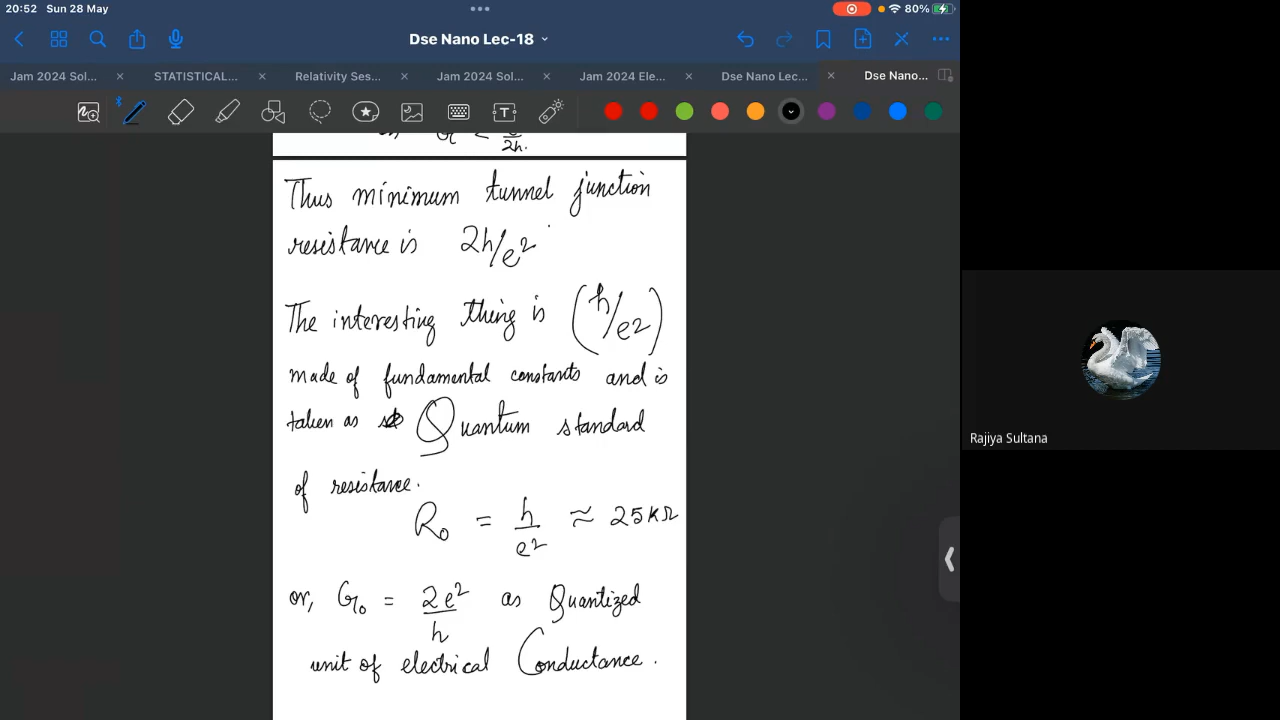 20:52 Sun 28 May
80%
Dse Nano Lec-18
Jam 2024 Sol...
STATISTICAL...
Relativity Ses...
Jam 2024 Sol...
Jam 2024 Ele...
Dse Nano Lec...
Dse Nano...
2h.
Thus minimum tunnel junction
resistance is 2h/e²
The interesting thing is (h/e²)
made of fundamental constants and is
taken as Quantum standard
of resistance.
R₀ = h/e² ≈ 25KΩ
or, G₀ = 2e²/h as Quantized
unit of electrical Conductance.
Rajiya Sultana